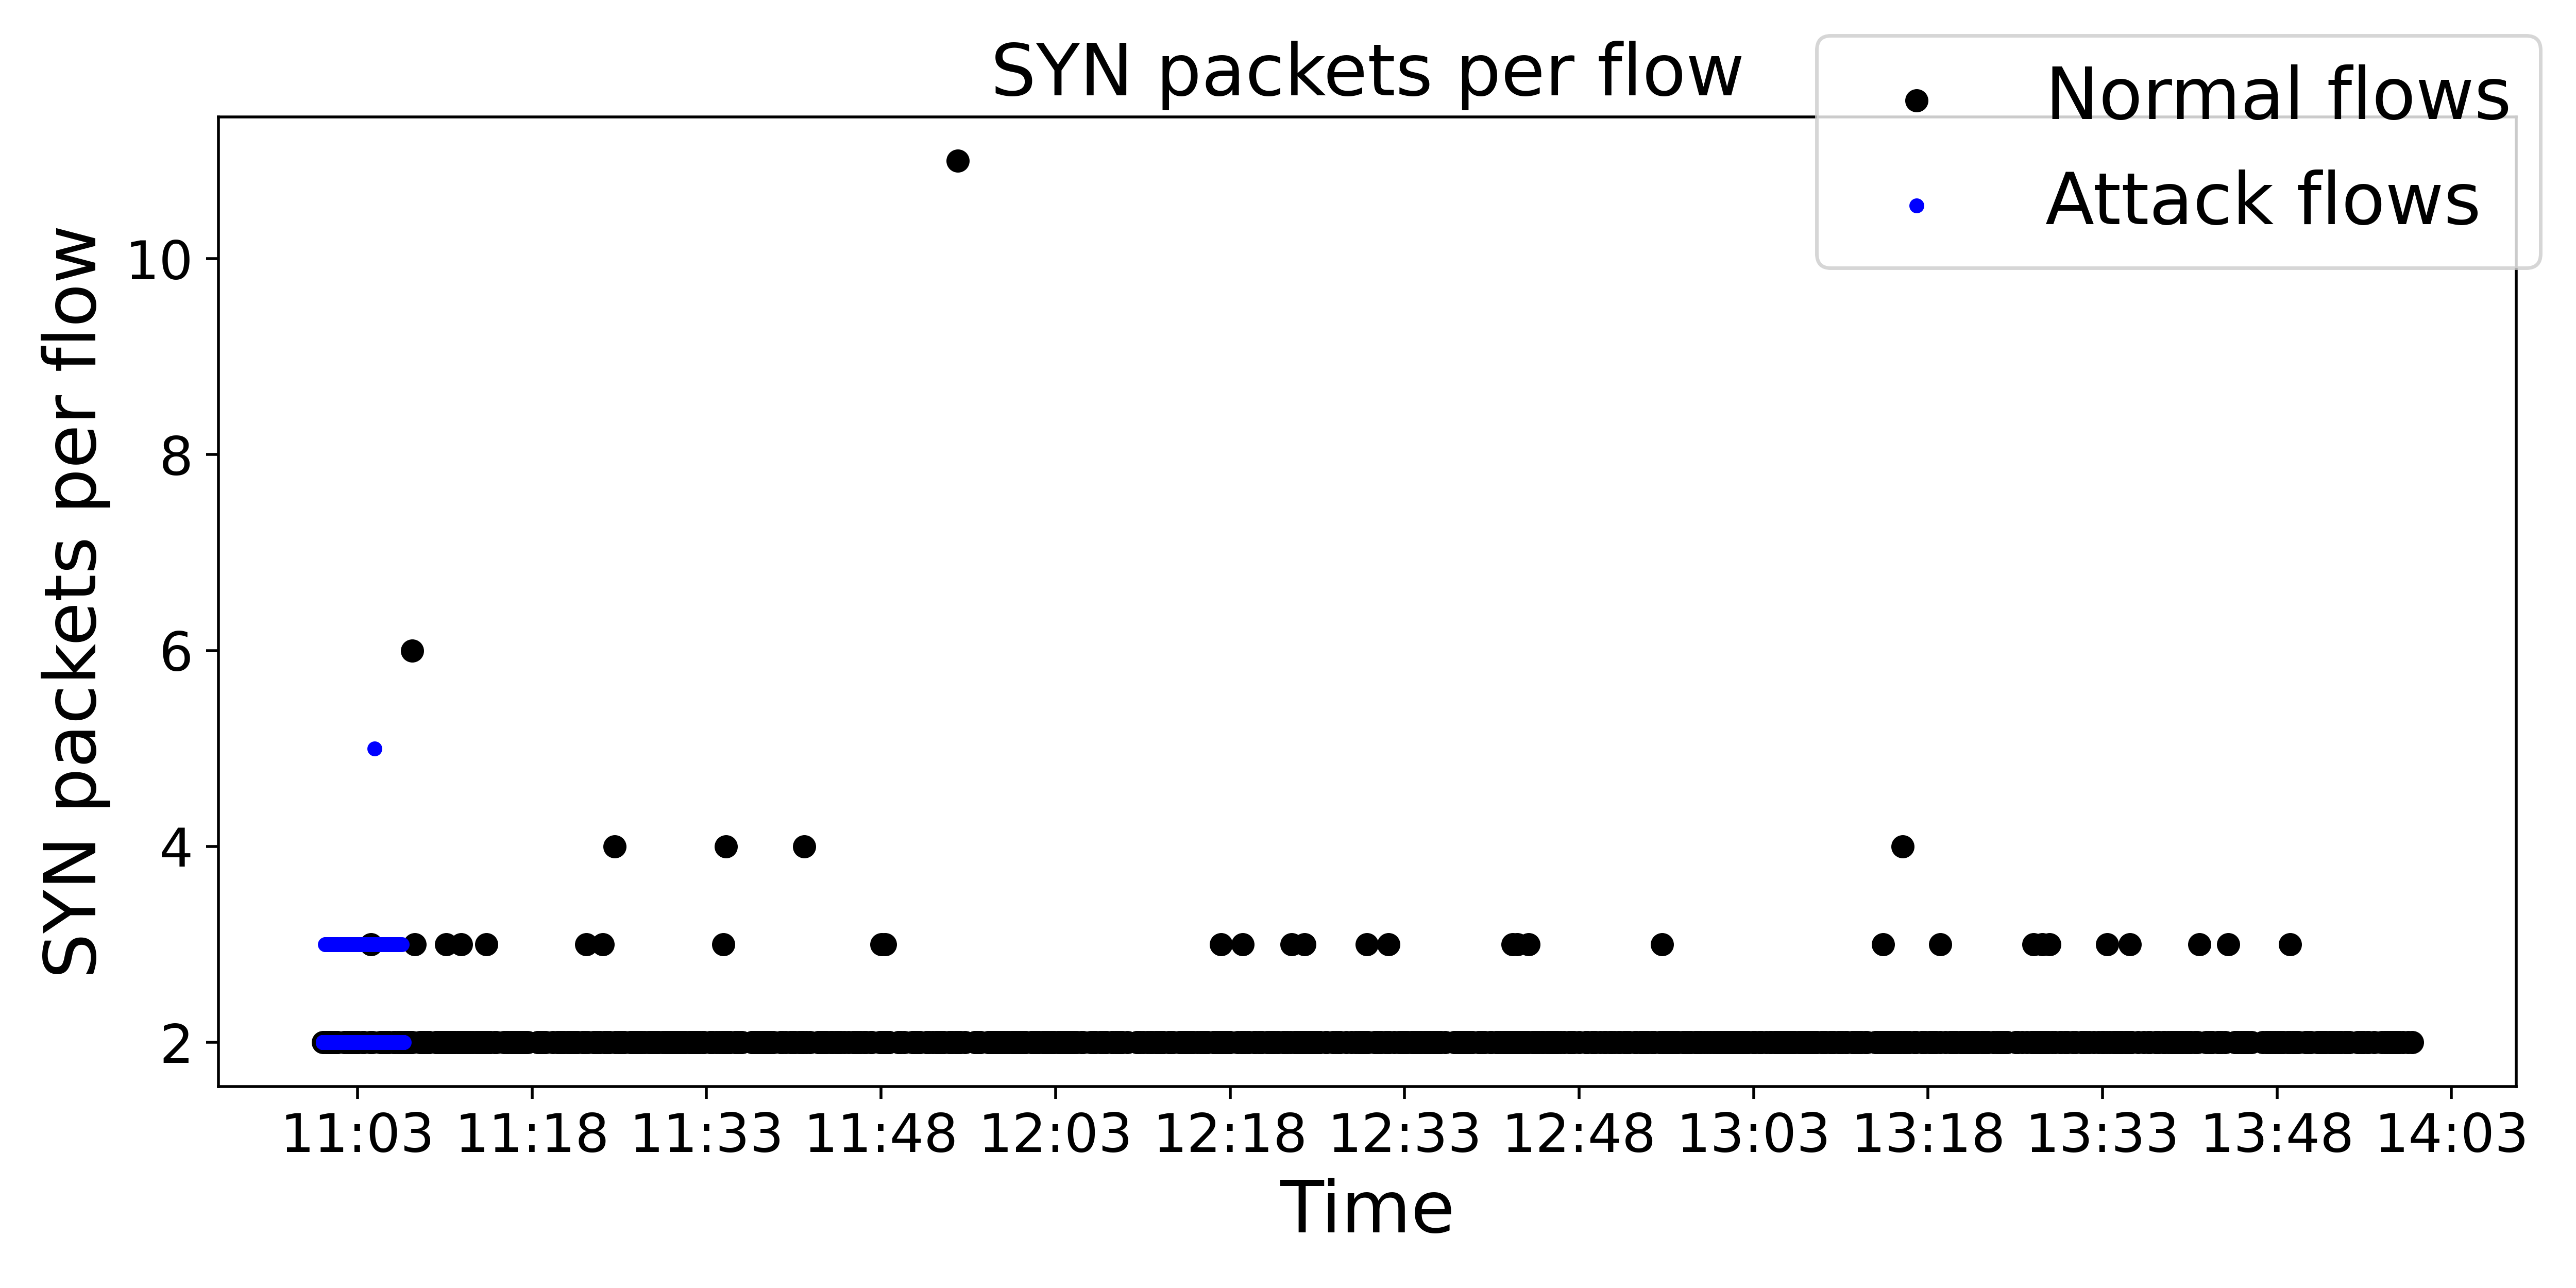 SYN packets per flow
Normal flows
Attack flows
SYN packets per flow
10
8
6
4
2
11:03 11:18 11:33 11:48 12:03 12:18 12:33 12:48 13:03 13:18 13:33 13:48 14:03
Time